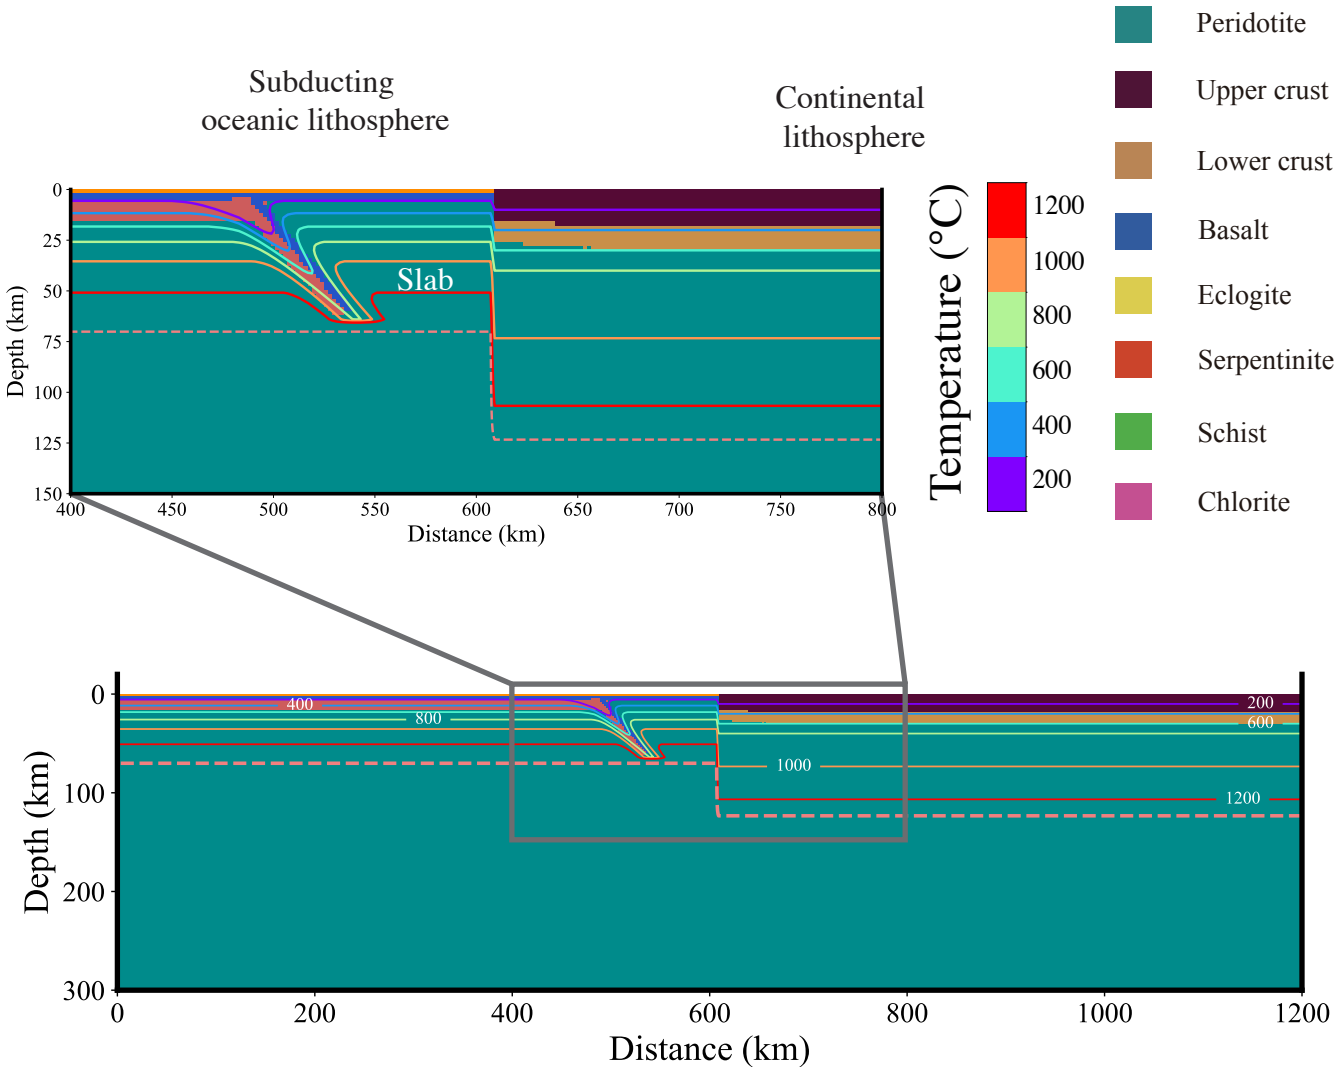 Subducting
oceanic lithosphere
Continental
lithosphere
Peridotite
Upper crust
Lower crust
Basalt
Eclogite
Serpentinite
Schist
Chlorite
Temperature (°C)
1200
1000
800
600
400
200
Depth (km)
0
25
50
75
100
125
150
Slab
400
450
500
550
600
650
700
750
800
Distance (km)
Depth (km)
0
100
200
300
400
800
200
600
1000
1200
0
200
400
600
800
1000
1200
Distance (km)